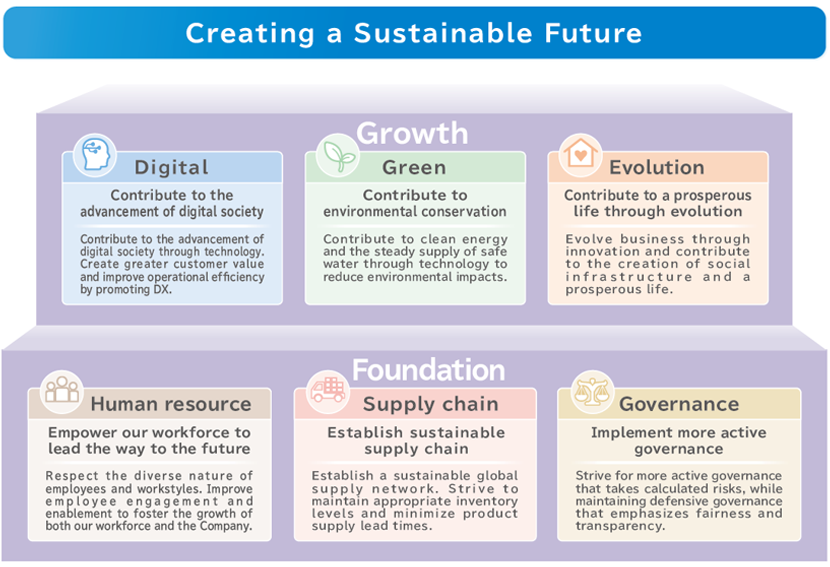 Creating a Sustainable Future
Growth
Digital
Contribute to the
advancement of digital society
Contribute to the advancement of
digital society through technology.
Create greater customer value
and improve operational efficiency
by promoting DX.
Green
Contribute to
environmental conservation
Contribute to clean energy
and the steady supply of safe
water through technology to
reduce environmental impacts.
Evolution
Contribute to a prosperous
life through evolution
Evolve business through
innovation and contribute
to the creation of social
infrastructure and a
prosperous life.
Foundation
Human resource
Empower our workforce to
lead the way to the future
Respect the diverse nature of
employees and workstyles. Improve
employee engagement and
enablement to foster the growth of
both our workforce and the Company.
Supply chain
Establish sustainable
supply chain
Establish a sustainable global
supply network. Strive to
maintain appropriate inventory
levels and minimize product
supply lead times.
Governance
Implement more active
governance
Strive for more active governance
that takes calculated risks, while
maintaining defensive governance
that emphasizes fairness and
transparency.